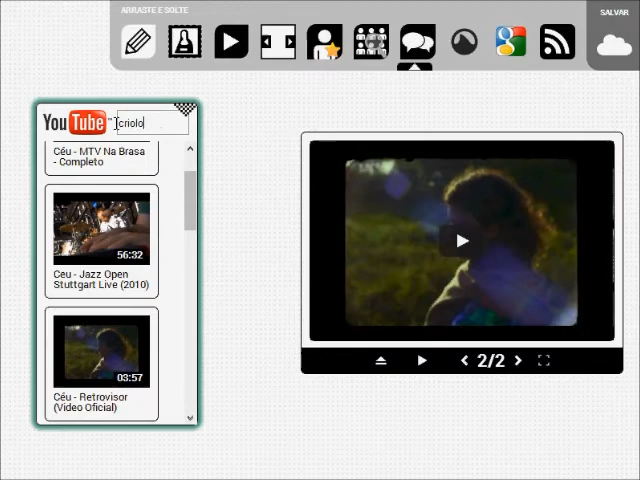 ARRASTE E SOLTE
SALVAR
YouTube
criolo
Céu - MTV Na Brasa
- Completo
56:32
Ceu - Jazz Open
Stuttgart Live (2010)
03:57
Céu - Retrovisor
(Video Oficial)
2/2